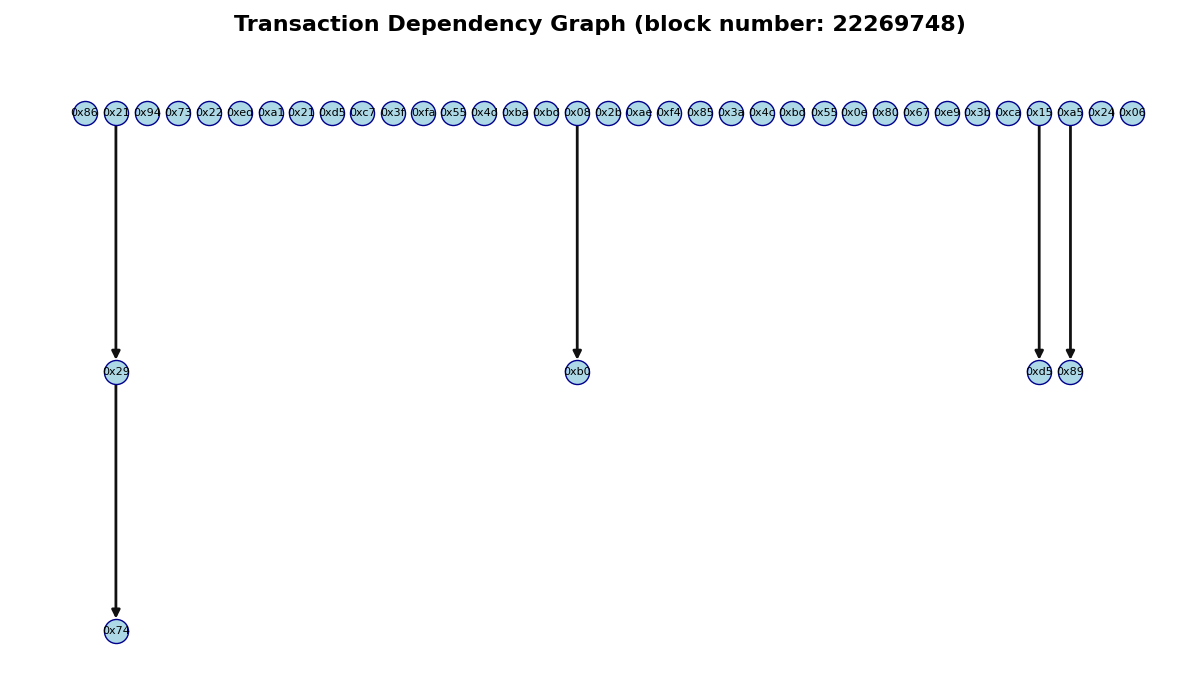 Transaction Dependency Graph (block number: 22269748)
0x86 0x21 0x94 0x73 0x22 0xed 0xa1 0x21 0xd5 0xc7 0x3f 0xfa 0x55 0x4d 0xba 0xbd 0x08 0x2b 0xae 0xf4 0x85 0x3a 0x4c 0xbd 0x55 0x0e 0x80 0x67 0xe9 0x3b 0xca 0x15 0xa5 0x24 0x06
0x29 0xb0 0xd5 0x89
0x74